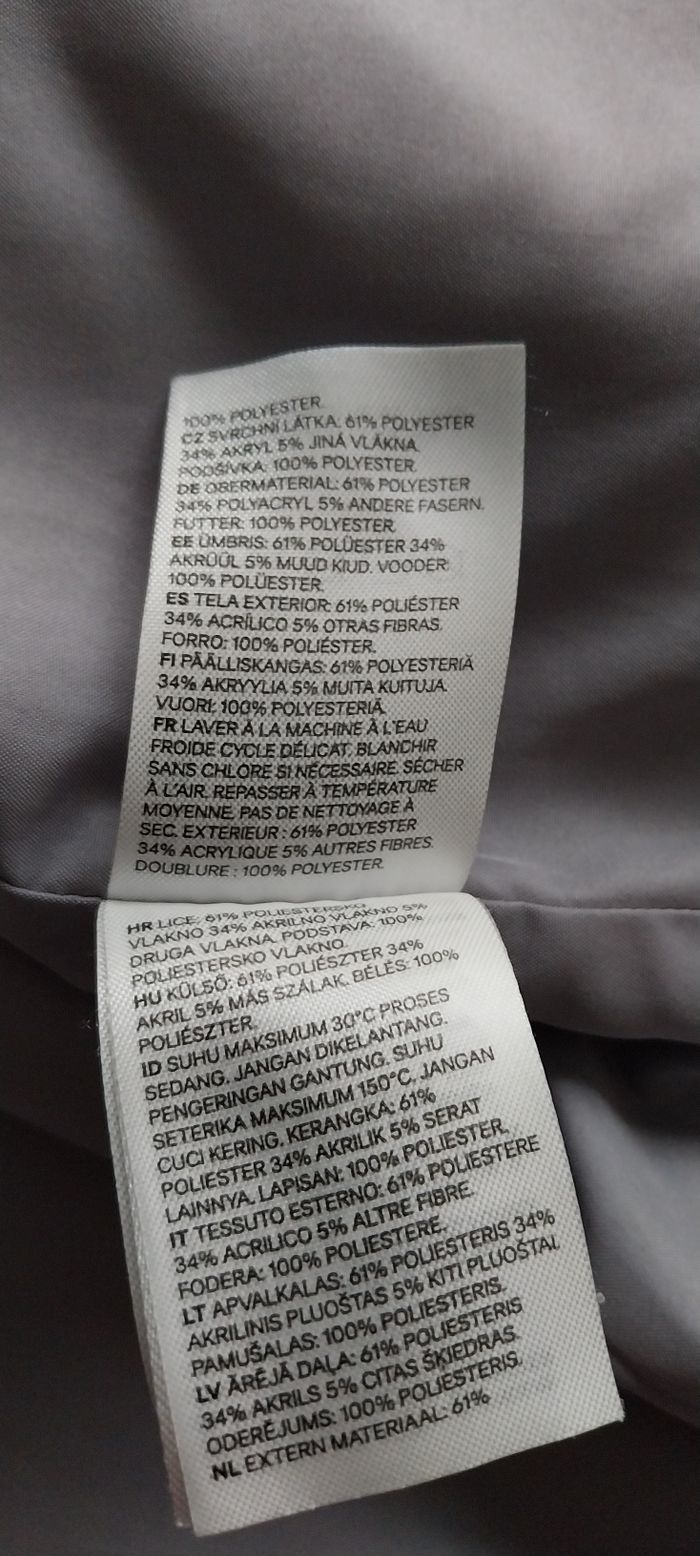 100% POLYESTER.
CZ SVRCHNÍ LÁTKA: 61% POLYESTER
34% AKRYL 5% JINÁ VLÁKNA.
PODŠÍVKA: 100% POLYESTER.
DE OBERMATERIAL: 61% POLYESTER
34% POLYACRYL 5% ANDERE FASERN.
FUTTER: 100% POLYESTER.
EE ÜMBRIS: 61% POLÜESTER 34%
AKRÜÜL 5% MUUD KIUD. VOODER:
100% POLÜESTER.
ES TELA EXTERIOR: 61% POLIÉSTER
34% ACRÍLICO 5% OTRAS FIBRAS.
FORRO: 100% POLIÉSTER.
FI PÄÄLLISKANGAS: 61% POLYESTERIÄ
34% AKRYYLIA 5% MUITA KUITUJA.
VUORI: 100% POLYESTERIÄ.
FR LAVER À LA MACHINE À L'EAU
FROIDE CYCLE DÉLICAT. BLANCHIR
SANS CHLORE SI NÉCESSAIRE. SÉCHER
À L'AIR. REPASSER À TEMPÉRATURE
MOYENNE. PAS DE NETTOYAGE À
SEC. EXTERIEUR : 61% POLYESTER
34% ACRYLIQUE 5% AUTRES FIBRES.
DOUBLURE : 100% POLYESTER.
HR LICE: 61% POLIESTERSKO
VLAKNO 34% AKRILNO VLAKNO 5%
DRUGA VLAKNA. PODSTAVA: 100%
POLIESTERSKO VLAKNO.
HU KÜLSŐ: 61% POLIÉSZTER 34%
AKRIL 5% MÁS SZÁLAK. BÉLÉS: 100%
POLIÉSZTER.
ID SUHU MAKSIMUM 30°C PROSES
SEDANG. JANGAN DIKELANTANG.
PENGERINGAN GANTUNG. SUHU
SETERIKA MAKSIMUM 150°C. JANGAN
CUCI KERING. KERANGKA: 61%
POLIESTER 34% AKRILIK 5% SERAT
LAINNYA. LAPISAN: 100% POLIESTER.
IT TESSUTO ESTERNO: 61% POLIESTERE
34% ACRILICO 5% ALTRE FIBRE.
FODERA: 100% POLIESTERE.
LT APVALKALAS: 61% POLIESTERIS 34%
AKRILINIS PLUOŠTAS 5% KITI PLUOŠTAI.
PAMUŠALAS: 100% POLIESTERIS.
LV ĀRĒJĀ DAĻA: 61% POLIESTERIS
34% AKRILS 5% CITAS ŠĶIEDRAS.
ODERĒJUMS: 100% POLIESTERIS.
NL EXTERN MATERIAAL: 61%